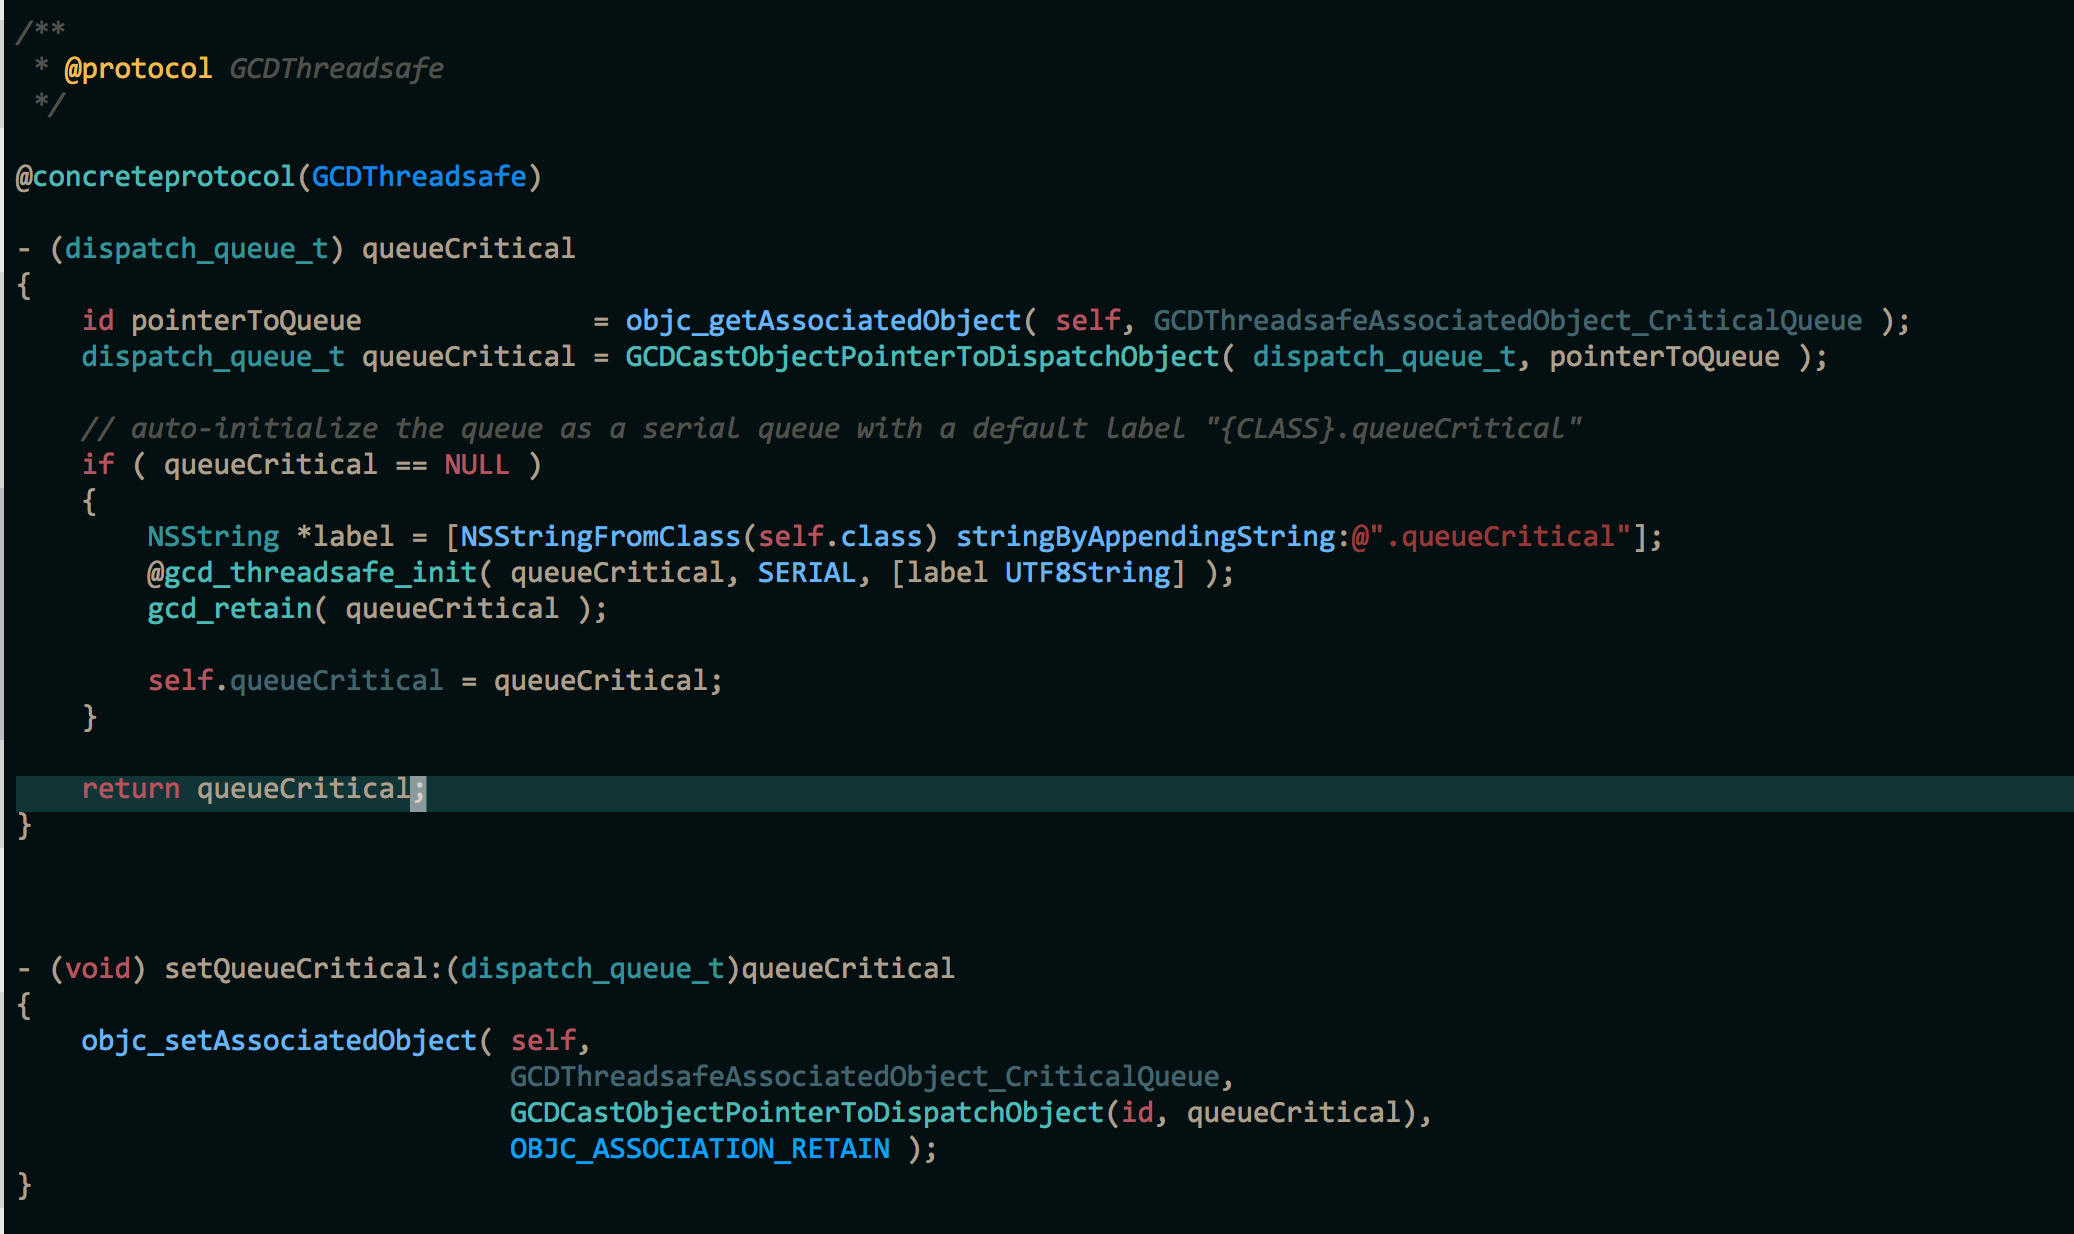 /**
 * @protocol GCDThreadsafe
 */

@concreteprotocol(GCDThreadsafe)

- (dispatch_queue_t) queueCritical
{
    id pointerToQueue              = objc_getAssociatedObject( self, GCDThreadsafeAssociatedObject_CriticalQueue );
    dispatch_queue_t queueCritical = GCDCastObjectPointerToDispatchObject( dispatch_queue_t, pointerToQueue );

    // auto-initialize the queue as a serial queue with a default label "{CLASS}.queueCritical"
    if ( queueCritical == NULL )
    {
        NSString *label = [NSStringFromClass(self.class) stringByAppendingString:@".queueCritical"];
        @gcd_threadsafe_init( queueCritical, SERIAL, [label UTF8String] );
        gcd_retain( queueCritical );

        self.queueCritical = queueCritical;
    }

    return queueCritical;
}

- (void) setQueueCritical:(dispatch_queue_t)queueCritical
{
    objc_setAssociatedObject( self,
                              GCDThreadsafeAssociatedObject_CriticalQueue,
                              GCDCastObjectPointerToDispatchObject(id, queueCritical),
                              OBJC_ASSOCIATION_RETAIN );
}